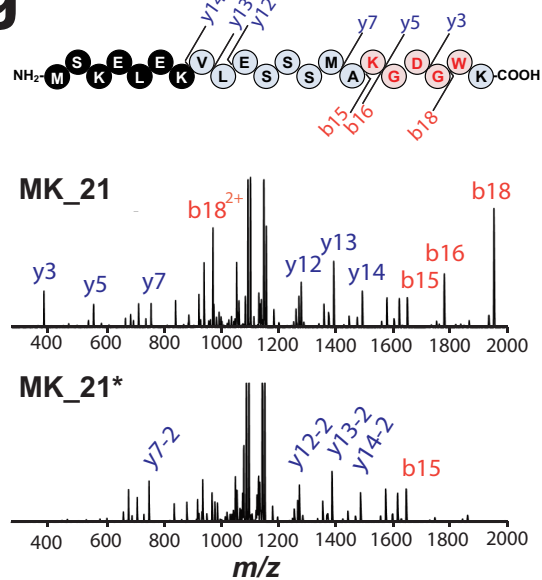 g
y14 y13 y12 y7 y5 y3
NH₂- M S K E L E K V L E S S S M A K G D G W K -COOH
b15 b16 b18
MK_21
b18²⁺
b18
y3 y5 y7 y12 y13 y14 b15 b16
400 600 800 1000 1200 1400 1600 1800 2000
MK_21*
y7-2 y12-2 y13-2 y14-2 b15
400 600 800 1000 1200 1400 1600 1800 2000
m/z